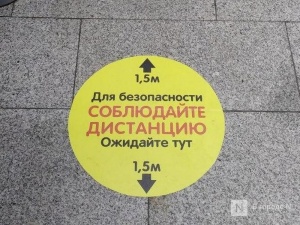 1,5м
Для безопасности
СОБЛЮДАЙТЕ
ДИСТАНЦИЮ
Ожидайте тут
1,5м